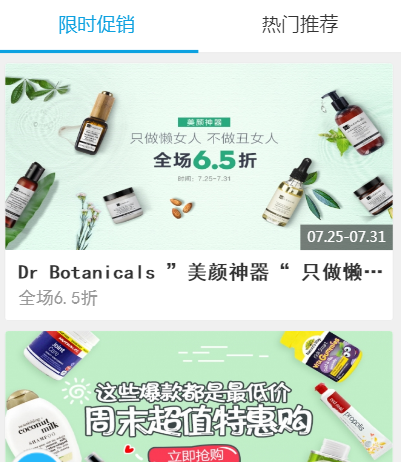 限时促销
热门推荐
美颜神器
只做懒女人 不做丑女人
全场6.5折
时间：7.25-7.31
07.25-07.31
Dr Botanicals ”美颜神器“ 只做懒…
全场6.5折
这些爆款都是最低价
周末超值特惠购
立即抢购
coconut
milk
propolis